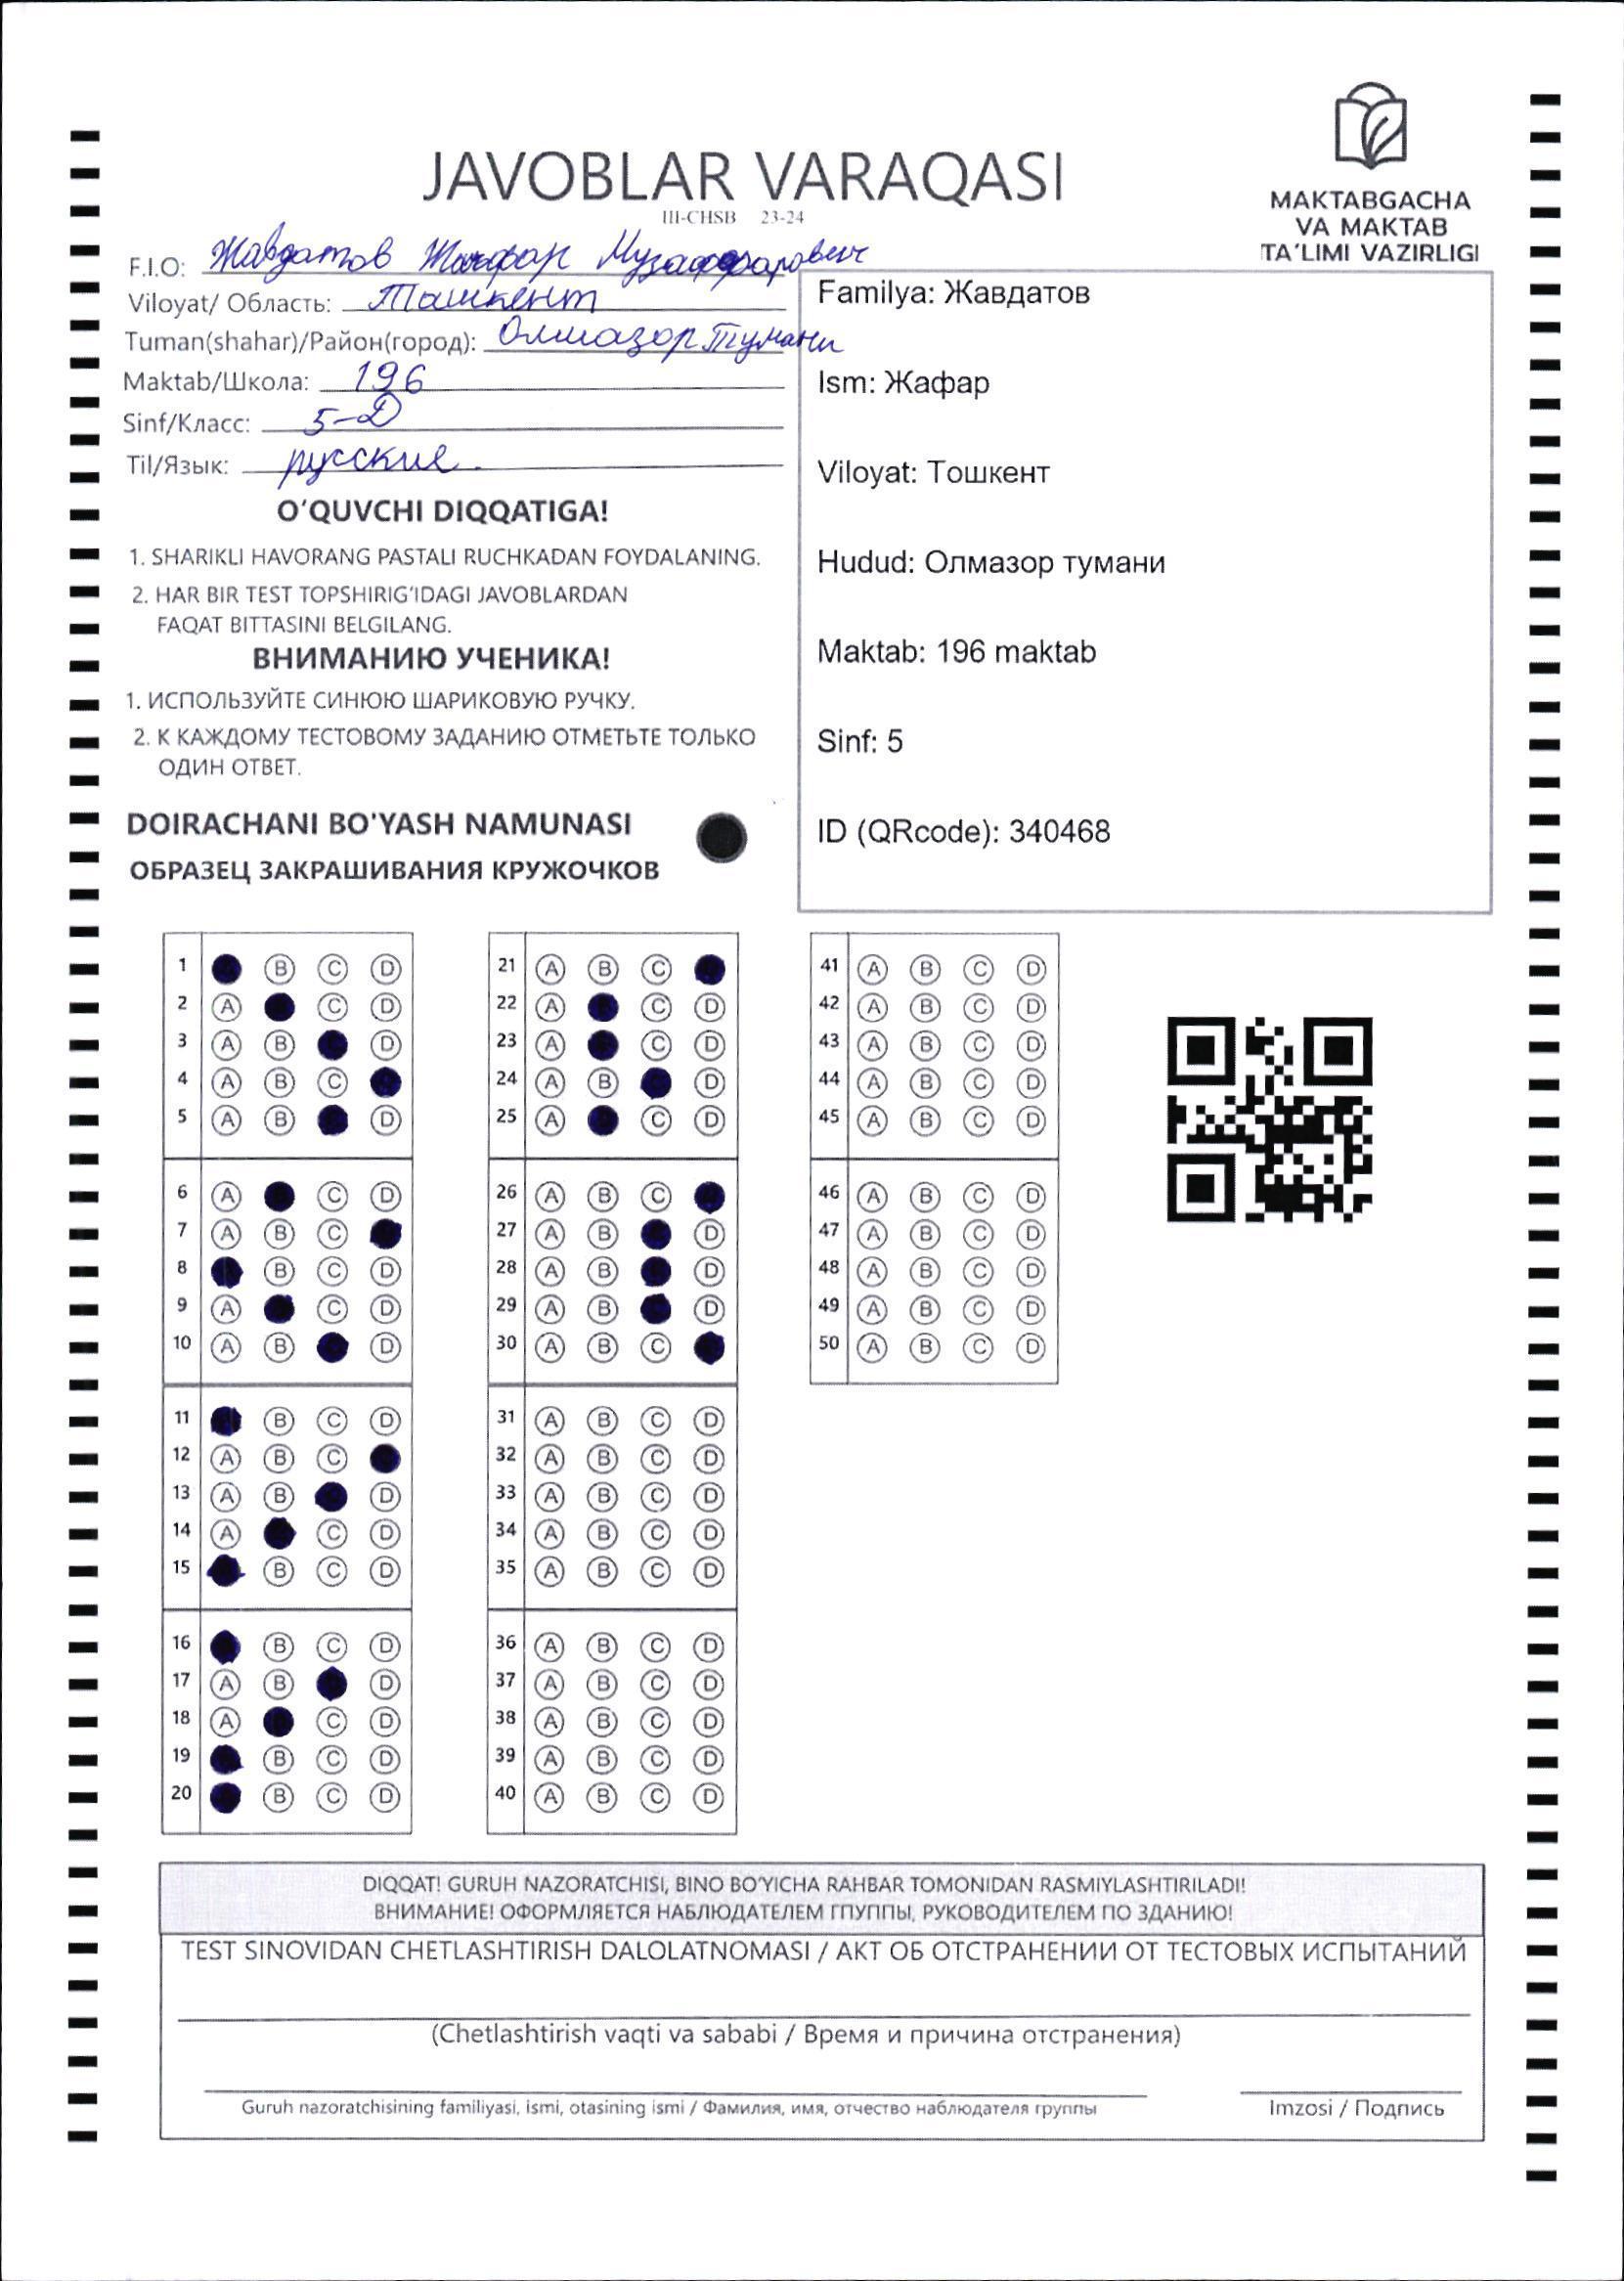 JAVOBLAR VARAQASI
III-CHSB 23-24
MAKTABGACHA
VA MAKTAB
TA'LIMI VAZIRLIGI
F.I.O: Жавдатов Жафар Музаффарович
Viloyat/ Область: Ташкент
Tuman(shahar)/Район(город): Олмазор Тумани
Maktab/Школа: 196
Sinf/Класс: 5-D
Til/Язык: русские
O'QUVCHI DIQQATIGA!
1. SHARIKLI HAVORANG PASTALI RUCHKADAN FOYDALANING.
2. HAR BIR TEST TOPSHIRIG'IDAGI JAVOBLARDAN
FAQAT BITTASINI BELGILANG.
ВНИМАНИЮ УЧЕНИКА!
1. ИСПОЛЬЗУЙТЕ СИНЮЮ ШАРИКОВУЮ РУЧКУ.
2. К КАЖДОМУ ТЕСТОВОМУ ЗАДАНИЮ ОТМЕТЬТЕ ТОЛЬКО
ОДИН ОТВЕТ.
DOIRACHANI BO'YASH NAMUNASI
ОБРАЗЕЦ ЗАКРАШИВАНИЯ КРУЖОЧКОВ
Familya: Жавдатов
Ism: Жафар
Viloyat: Тошкент
Hudud: Олмазор тумани
Maktab: 196 maktab
Sinf: 5
ID (QRcode): 340468
1 B C D
2 A C D
3 A B D
4 A B C
5 A B D
6 A C D
7 A B C
8 B C D
9 A C D
10 A B D
11 B C D
12 A B C
13 A B D
14 A C D
15 B C D
16 B C D
17 A B D
18 A C D
19 B C D
20 B C D
21 A B C
22 A C D
23 A C D
24 A B D
25 A C D
26 A B C
27 A B D
28 A B D
29 A B D
30 A B C
31 A B C D
32 A B C D
33 A B C D
34 A B C D
35 A B C D
36 A B C D
37 A B C D
38 A B C D
39 A B C D
40 A B C D
41 A B C D
42 A B C D
43 A B C D
44 A B C D
45 A B C D
46 A B C D
47 A B C D
48 A B C D
49 A B C D
50 A B C D
DIQQAT! GURUH NAZORATCHISI, BINO BO'YICHA RAHBAR TOMONIDAN RASMIYLASHTIRILADI!
ВНИМАНИЕ! ОФОРМЛЯЕТСЯ НАБЛЮДАТЕЛЕМ ГПУППЫ, РУКОВОДИТЕЛЕМ ПО ЗДАНИЮ!
TEST SINOVIDAN CHETLASHTIRISH DALOLATNOMASI / АКТ ОБ ОТСТРАНЕНИИ ОТ ТЕСТОВЫХ ИСПЫТАНИЙ
(Chetlashtirish vaqti va sababi / Время и причина отстранения)
Guruh nazoratchisining familiyasi, ismi, otasining ismi / Фамилия, имя, отчество наблюдателя группы
Imzosi / Подпись